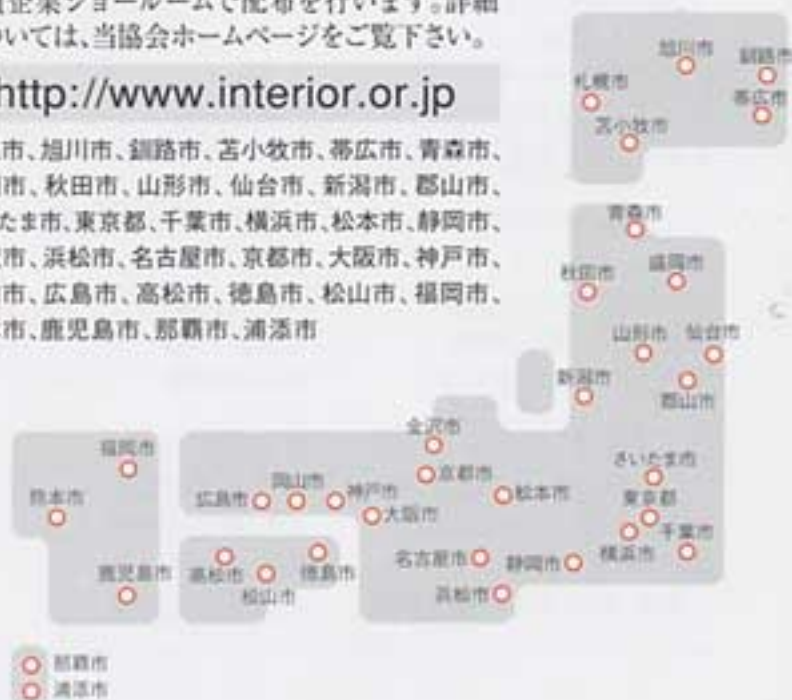 企業ショールームで配布を行います。詳細
ついては、当協会ホームページをご覧下さい。
http://www.interior.or.jp
市、旭川市、釧路市、苫小牧市、帯広市、青森市、
市、秋田市、山形市、仙台市、新潟市、郡山市、
たま市、東京都、千葉市、横浜市、松本市、静岡市、
市、浜松市、名古屋市、京都市、大阪市、神戸市、
市、広島市、高松市、徳島市、松山市、福岡市、
市、鹿児島市、那覇市、浦添市
旭川市
釧路市
札幌市
帯広市
苫小牧市
青森市
秋田市
盛岡市
山形市
仙台市
新潟市
郡山市
金沢市
京都市
松本市
さいたま市
東京都
千葉市
横浜市
福岡市
熊本市
鹿児島市
広島市
岡山市
神戸市
大阪市
名古屋市
静岡市
浜松市
高松市
松山市
徳島市
那覇市
浦添市